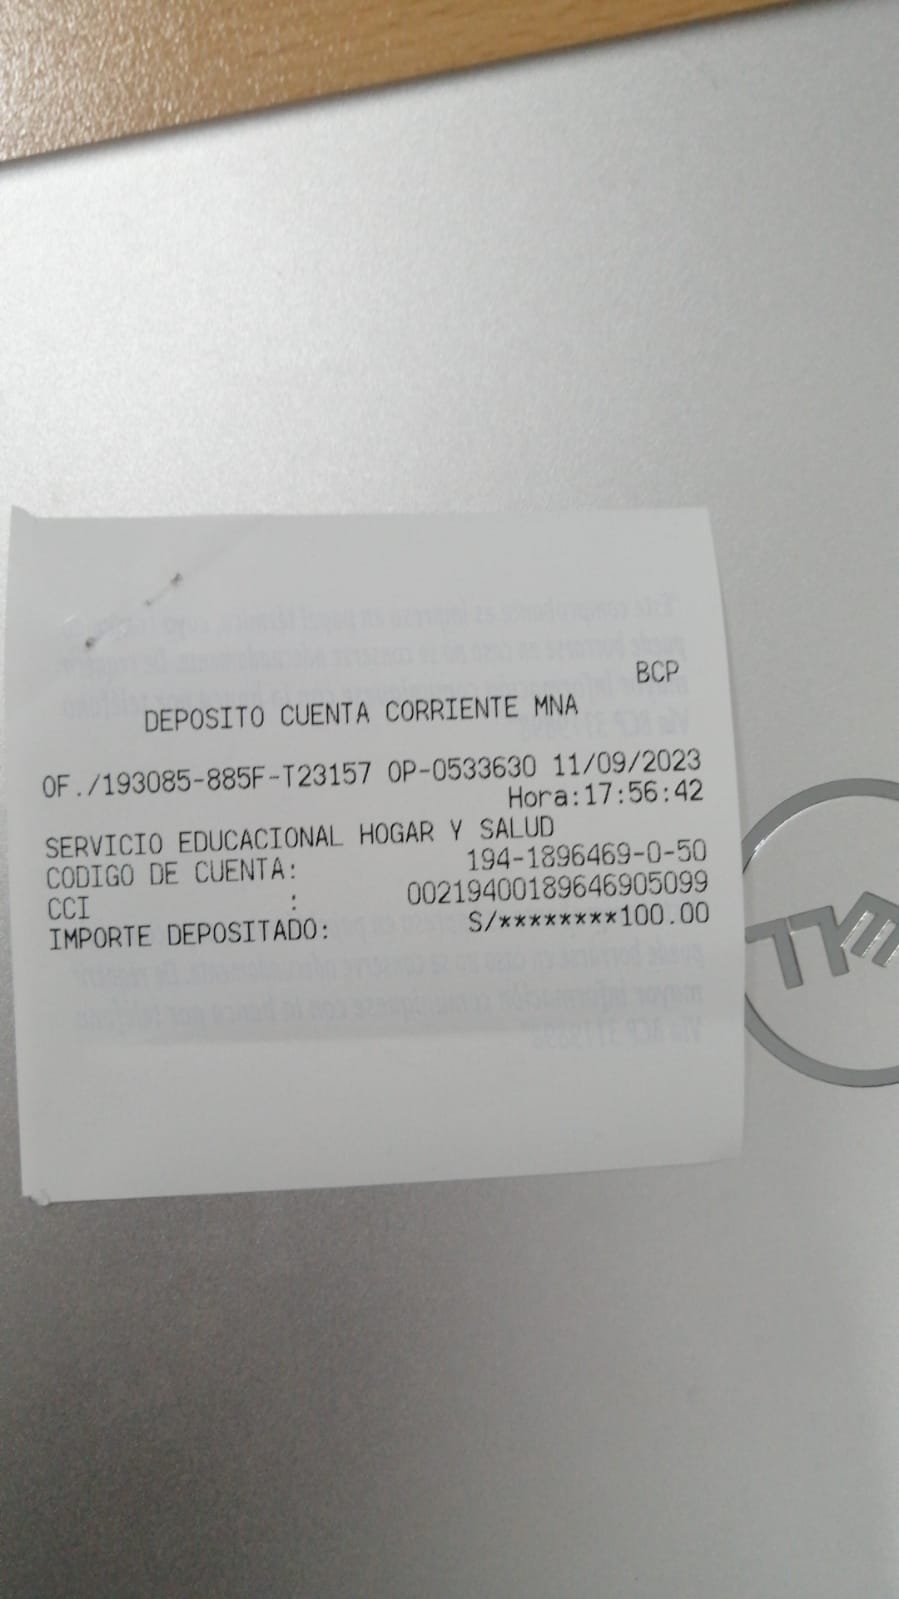 BCP
DEPOSITO CUENTA CORRIENTE MNA
OF./193085-885F-T23157 OP-0533630 11/09/2023
Hora:17:56:42
SERVICIO EDUCACIONAL HOGAR Y SALUD
CODIGO DE CUENTA: 194-1896469-0-50
CCI : 00219400189646905099
IMPORTE DEPOSITADO: S/********100.00
DELL